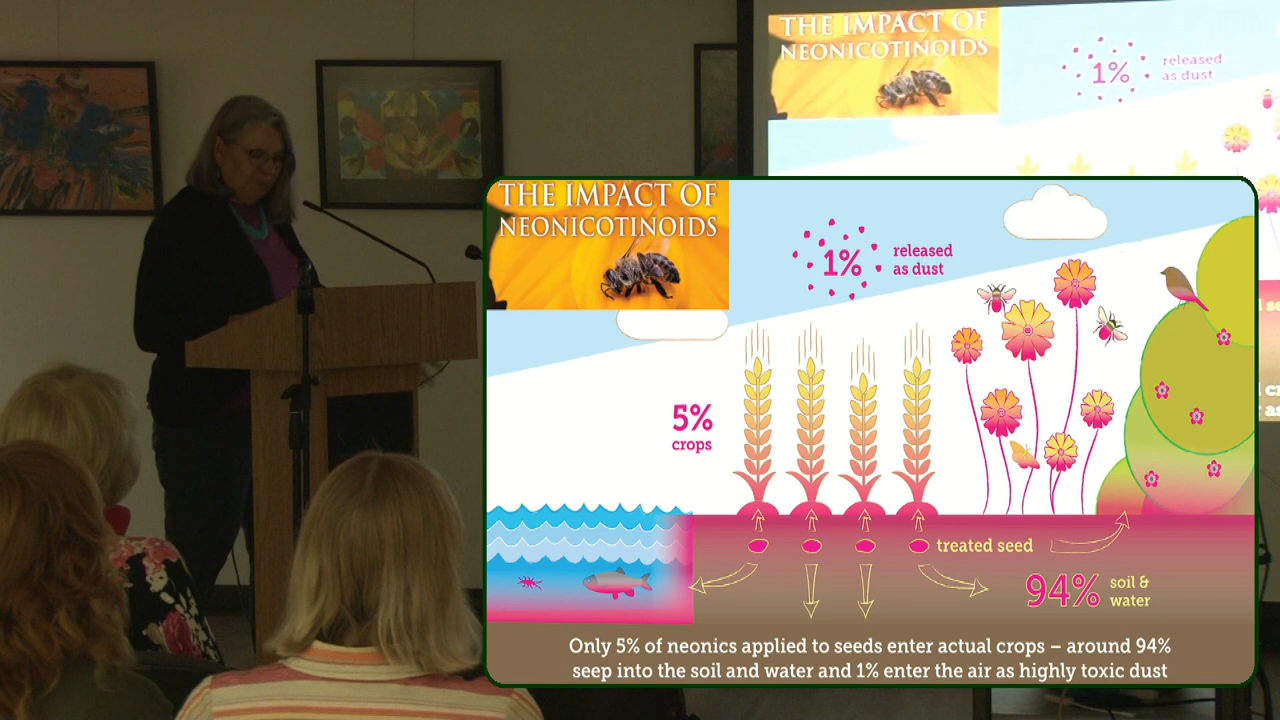 THE IMPACT OF
NEONICOTINOIDS
1%
released
as dust
THE IMPACT OF
NEONICOTINOIDS
1%
released
as dust
5%
crops
treated seed
94%
soil &
water
Only 5% of neonics applied to seeds enter actual crops – around 94%
seep into the soil and water and 1% enter the air as highly toxic dust